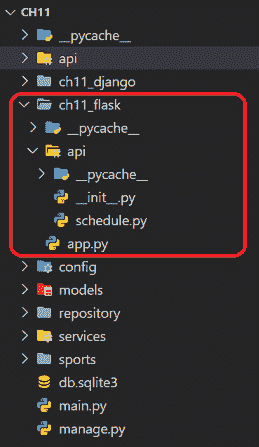 CH11
__pycache__
api
ch11_django
ch11_flask
__pycache__
api
__pycache__
__init__.py
schedule.py
app.py
config
models
repository
services
sports
db.sqlite3
main.py
manage.py